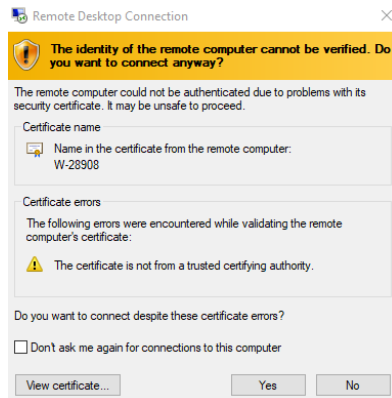 Remote Desktop Connection
The identity of the remote computer cannot be verified. Do
you want to connect anyway?
The remote computer could not be authenticated due to problems with its
security certificate. It may be unsafe to proceed.
Certificate name
Name in the certificate from the remote computer:
W-28908
Certificate errors
The following errors were encountered while validating the remote
computer's certificate:
The certificate is not from a trusted certifying authority.
Do you want to connect despite these certificate errors?
Don't ask me again for connections to this computer
View certificate... Yes No